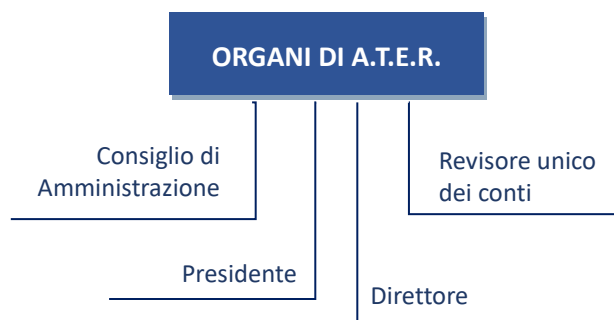 ORGANI DI A.T.E.R.
Consiglio di
Amministrazione
Revisore unico
dei conti
Presidente
Direttore